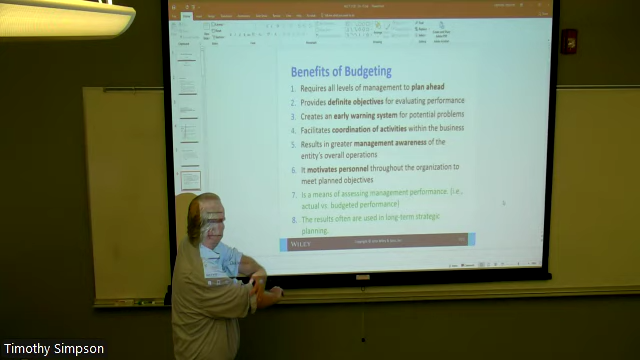 Benefits of Budgeting
1. Requires all levels of management to plan ahead
2. Provides definite objectives for evaluating performance
3. Creates an early warning system for potential problems
4. Facilitates coordination of activities within the business
5. Results in greater management awareness of the
entity's overall operations
6. It motivates personnel throughout the organization to
meet planned objectives
7. Is a means of assessing management performance. (i.e.,
actual vs. budgeted performance)
8. The results often are used in long-term strategic
planning.
WILEY
Timothy Simpson